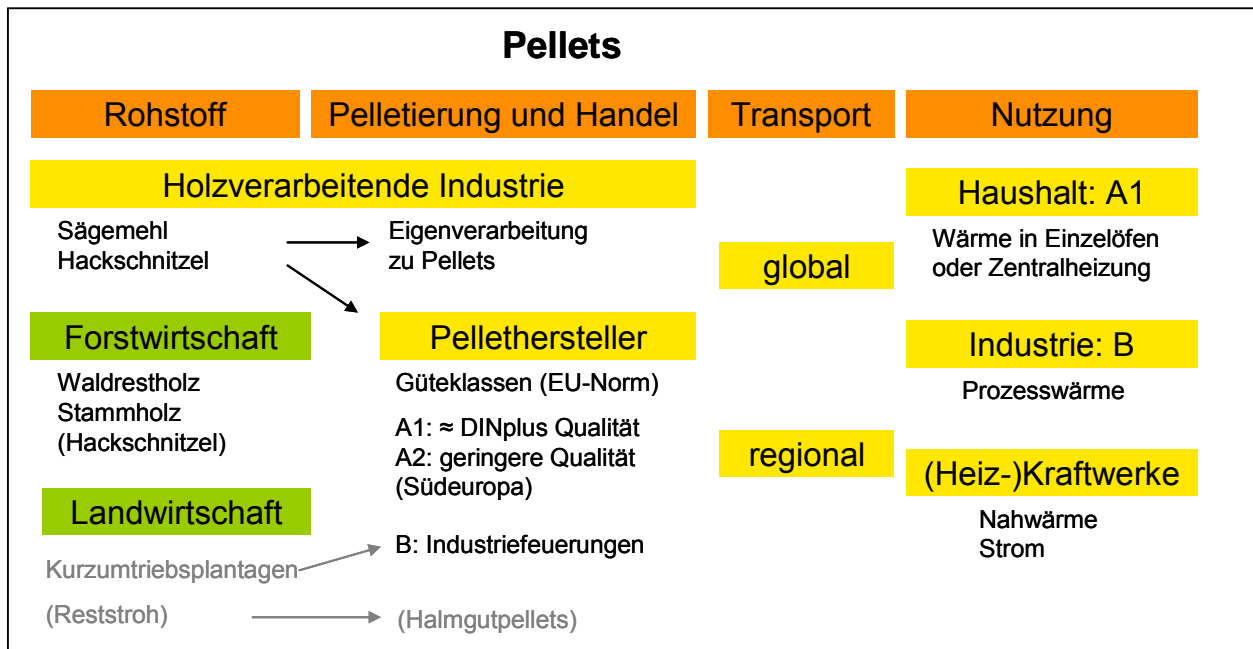 Pellets
Rohstoff
Pelletierung und Handel
Transport
Nutzung
Holzverarbeitende Industrie
Sägemehl
Hackschnitzel
Eigenverarbeitung
zu Pellets
Forstwirtschaft
Waldrestholz
Stammholz
(Hackschnitzel)
Landwirtschaft
Kurzumtriebsplantagen
(Reststroh)
Pellethersteller
Güteklassen (EU-Norm)
A1: ≈ DINplus Qualität
A2: geringere Qualität
(Südeuropa)
B: Industriefeuerungen
(Halmgutpellets)
global
regional
Haushalt: A1
Wärme in Einzelöfen
oder Zentralheizung
Industrie: B
Prozesswärme
(Heiz-)Kraftwerke
Nahwärme
Strom